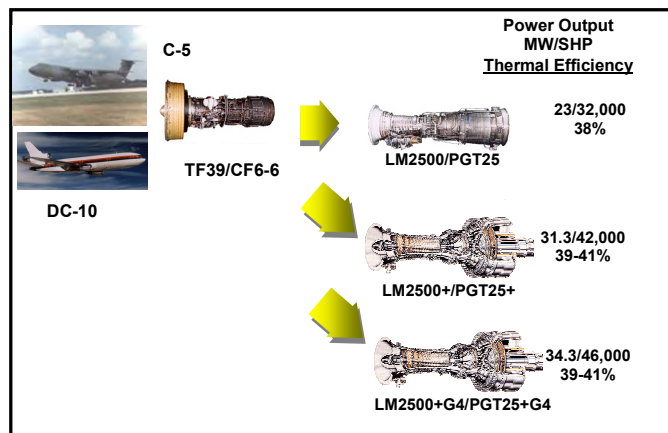 Power Output
MW/SHP
Thermal Efficiency
C-5
23/32,000
38%
TF39/CF6-6
LM2500/PGT25
DC-10
31.3/42,000
39-41%
LM2500+/PGT25+
34.3/46,000
39-41%
LM2500+G4/PGT25+G4